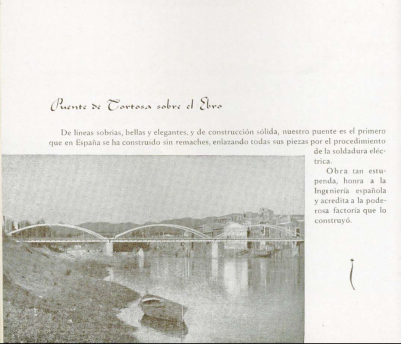 Puente de Tortosa sobre el Ebro
De líneas sobrias, bellas y elegantes, y de construcción sólida, nuestro puente es el primero
que en España se ha construido sin remaches, enlazando todas sus piezas por el procedimiento
de la soldadura eléc-
trica.
Obra tan estu-
penda, honra a la
Ingeniería española
y acredita a la pode-
rosa factoría que lo
construyó.